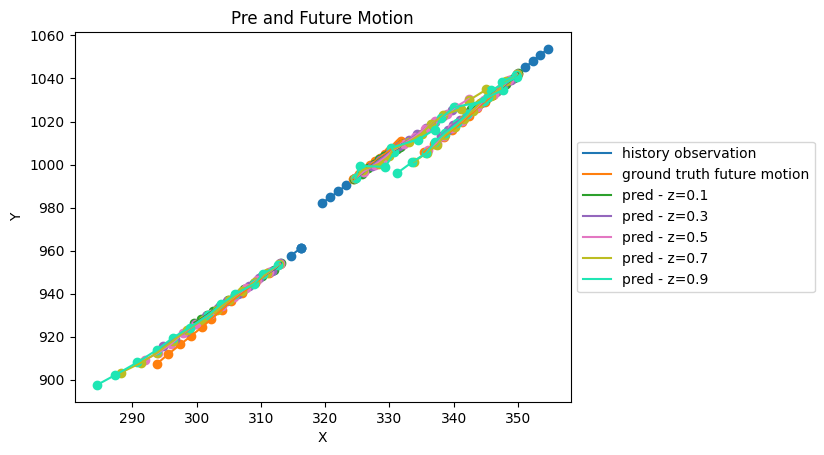 Pre and Future Motion
1060
1040
1020
1000
980
960
940
920
900
Y
290
300
310
320
330
340
350
X
history observation
ground truth future motion
pred - z=0.1
pred - z=0.3
pred - z=0.5
pred - z=0.7
pred - z=0.9